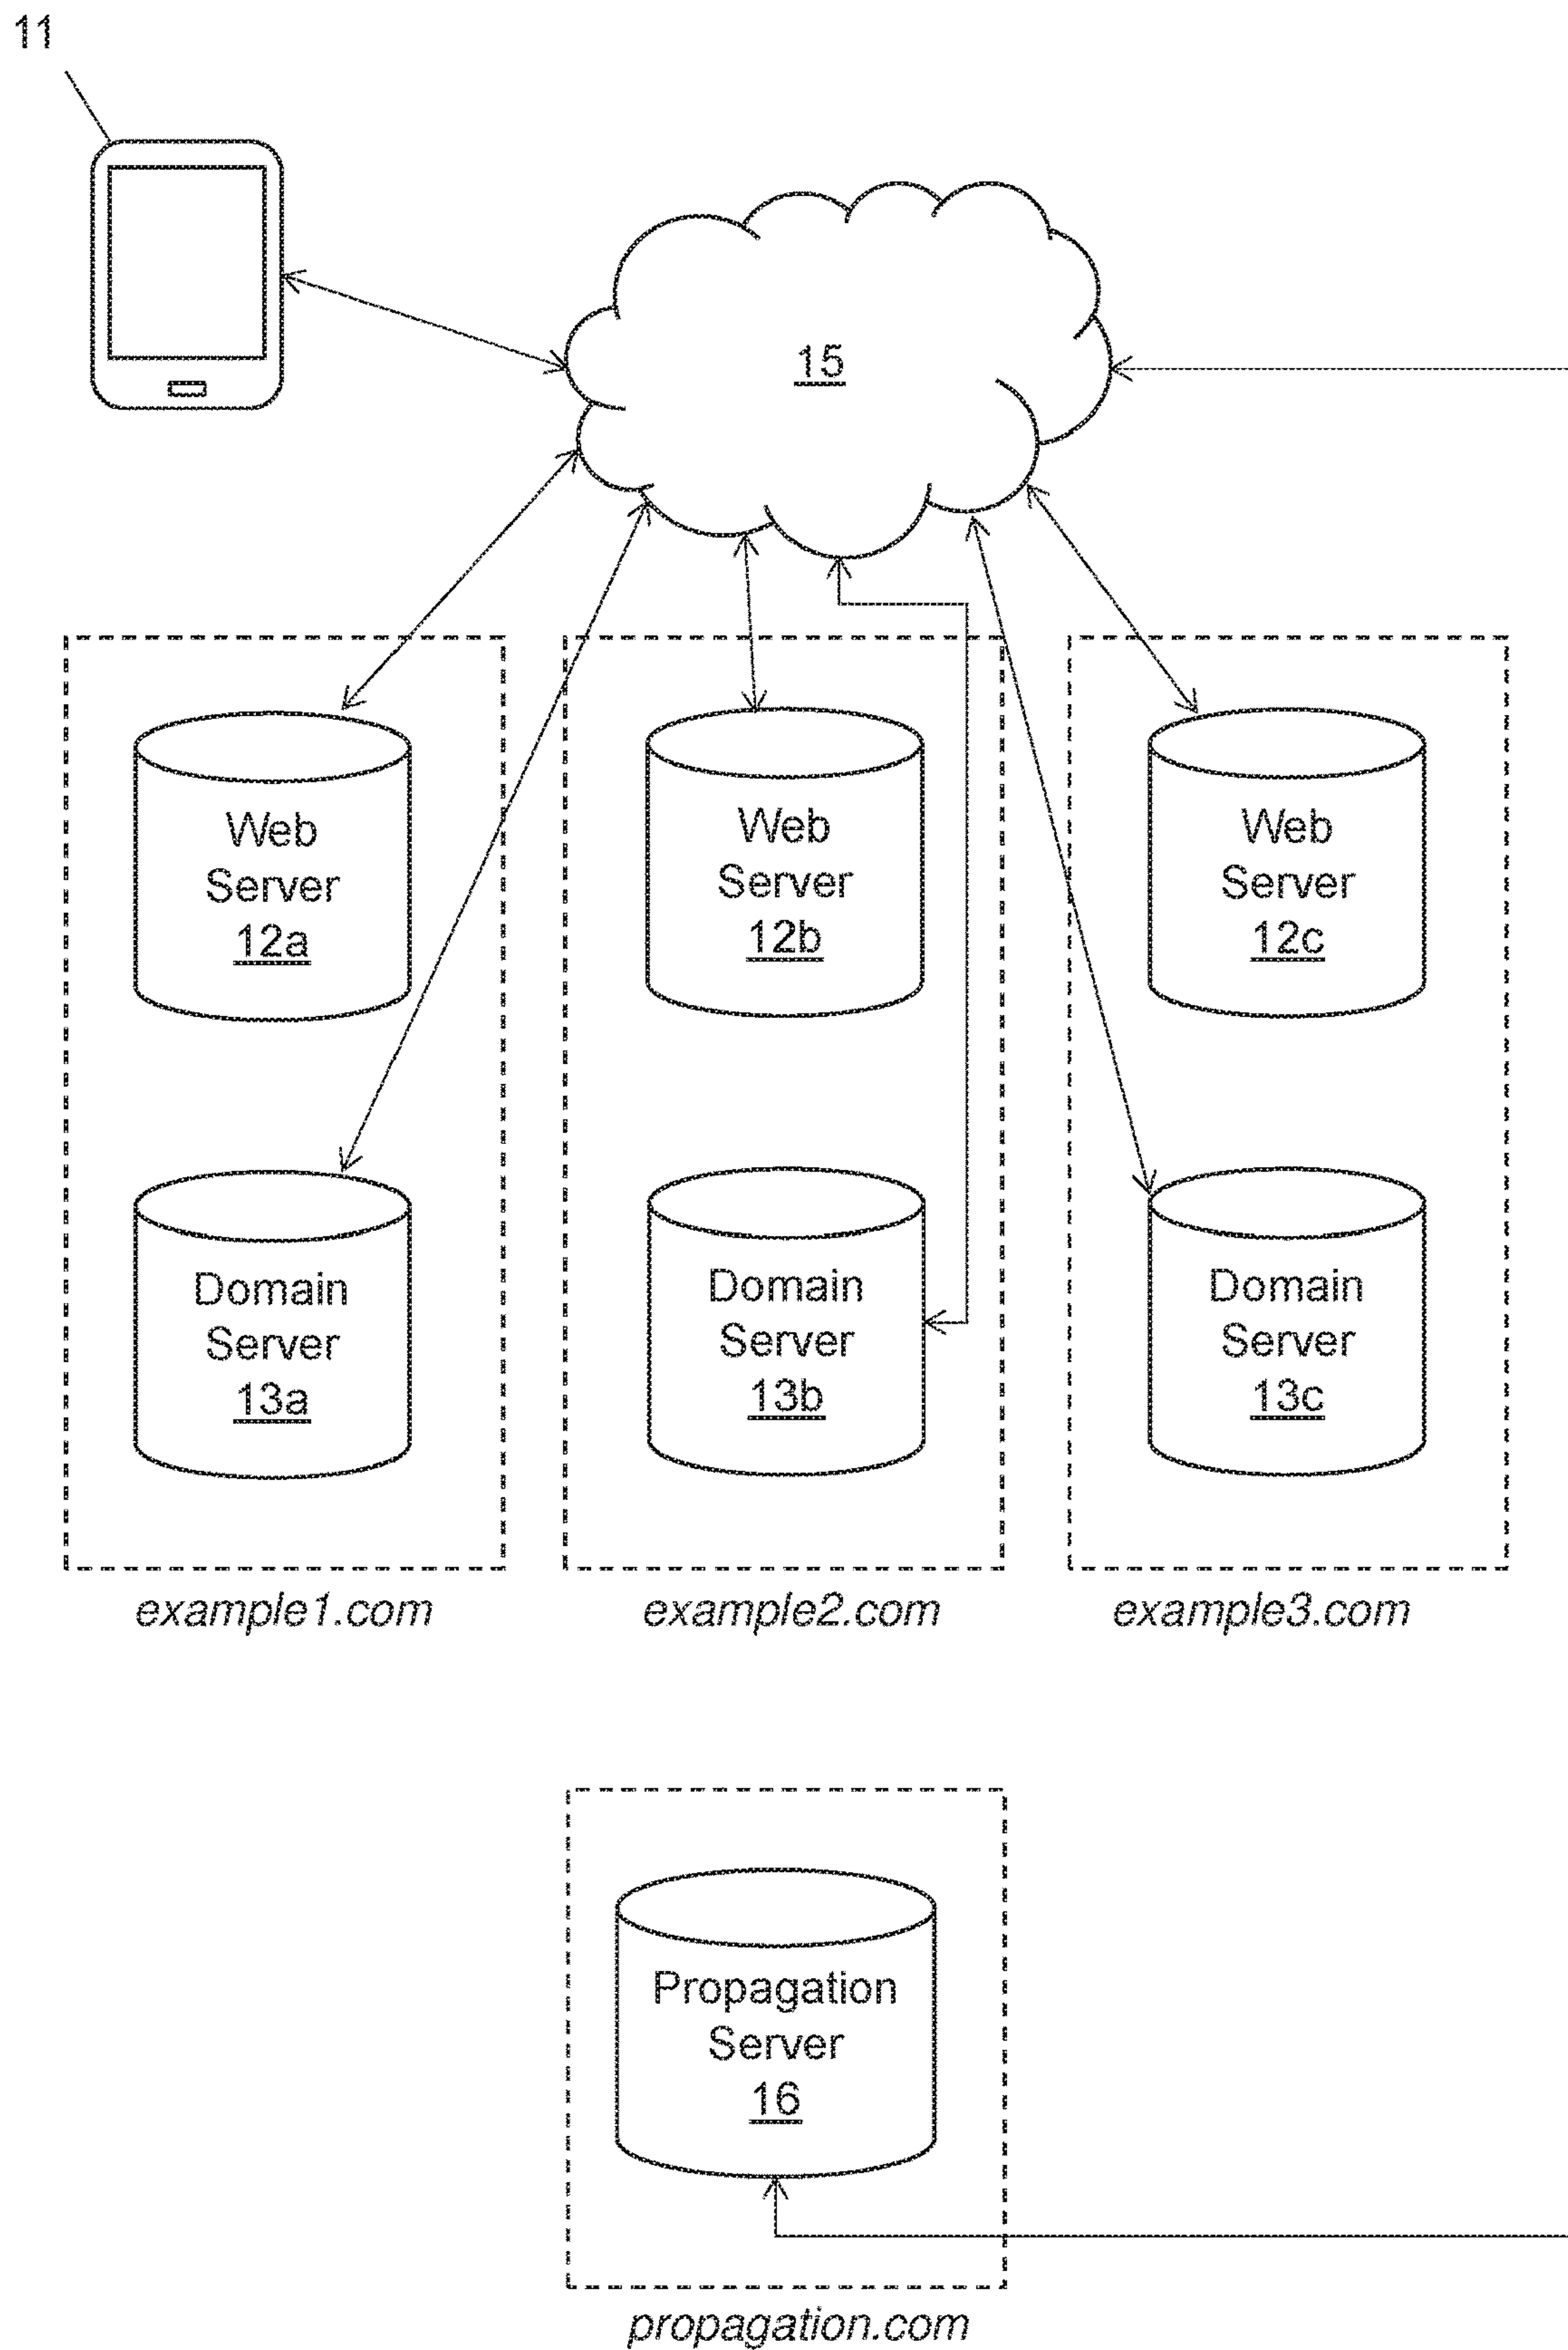 11
15
Web
Server
12a
Web
Server
12b
Web
Server
12c
Domain
Server
13a
Domain
Server
13b
Domain
Server
13c
example1.com
example2.com
example3.com
Propagation
Server
16
propagation.com